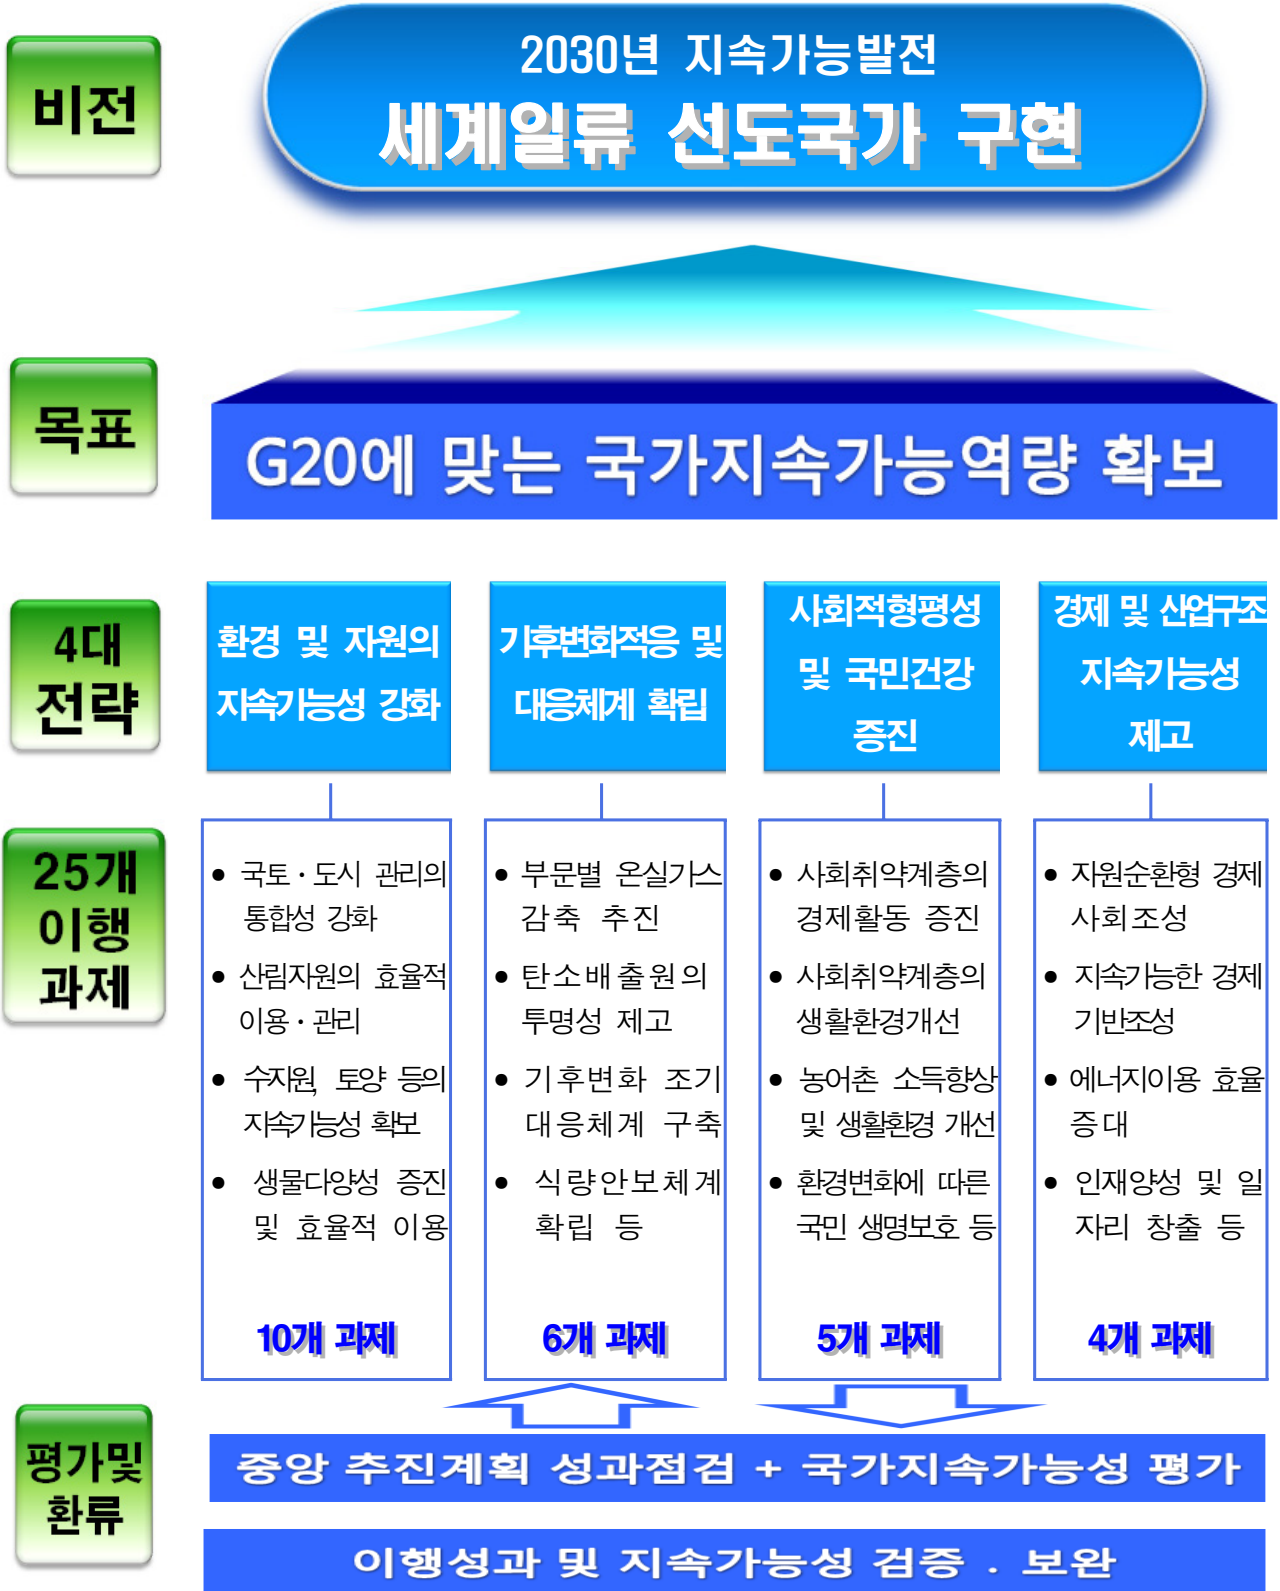 비전
2030년 지속가능발전
세계일류 선도국가 구현
목표
G20에 맞는 국가지속가능역량 확보
4대
전략
환경 및 자원의
지속가능성 강화
기후변화적응 및
대응체계 확립
사회적형평성
및 국민건강
증진
경제 및 산업구조
지속가능성
제고
25개
이행
과제
● 국토·도시 관리의
통합성 강화
● 산림자원의 효율적
이용·관리
● 수자원, 토양 등의
지속가능성 확보
● 생물다양성 증진
및 효율적 이용
10개 과제
● 부문별 온실가스
감축 추진
● 탄소배출원의
투명성 제고
● 기후변화 조기
대응체계 구축
● 식량안보체계
확립 등
6개 과제
● 사회취약계층의
경제활동 증진
● 사회취약계층의
생활환경개선
● 농어촌 소득향상
및 생활환경 개선
● 환경변화에 따른
국민 생명보호 등
5개 과제
● 자원순환형 경제
사회조성
● 지속가능한 경제
기반조성
● 에너지이용 효율
증대
● 인재양성 및 일
자리 창출 등
4개 과제
평가및
환류
중앙 추진계획 성과점검 + 국가지속가능성 평가
이행성과 및 지속가능성 검증 . 보완